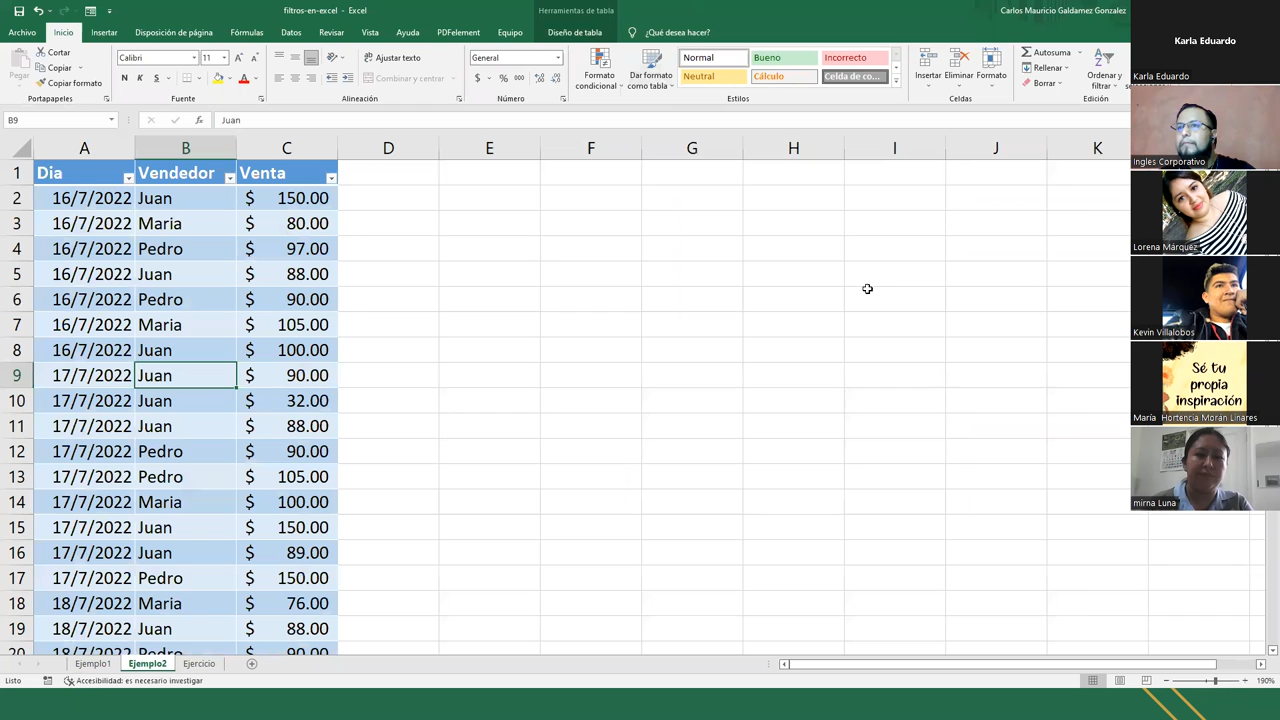 filtros-en-excel - Excel
Herramientas de tabla
Carlos Mauricio Galdamez Gonzalez
Archivo Inicio Insertar Disposición de página Fórmulas Datos Revisar Vista Ayuda PDFelement Equipo Diseño de tabla ¿Qué desea hacer?
Pegar
Cortar
Copiar
Copiar formato
Portapapeles
Calibri 11
N K S
Fuente
Ajustar texto
Combinar y centrar
Alineación
General
$ % 000
Número
Formato condicional
Dar formato como tabla
Normal Bueno Incorrecto
Neutral Cálculo Celda de co...
Estilos
Insertar Eliminar Formato
Celdas
Autosuma
Rellenar
Borrar
Ordenar y filtrar
Edición
B9 fx Juan
A B C D E F G H I J K
1 Dia Vendedor Venta
2 16/7/2022 Juan $ 150.00
3 16/7/2022 Maria $ 80.00
4 16/7/2022 Pedro $ 97.00
5 16/7/2022 Juan $ 88.00
6 16/7/2022 Pedro $ 90.00
7 16/7/2022 Maria $ 105.00
8 16/7/2022 Juan $ 100.00
9 17/7/2022 Juan $ 90.00
10 17/7/2022 Juan $ 32.00
11 17/7/2022 Juan $ 88.00
12 17/7/2022 Pedro $ 90.00
13 17/7/2022 Pedro $ 105.00
14 17/7/2022 Maria $ 100.00
15 17/7/2022 Juan $ 150.00
16 17/7/2022 Juan $ 89.00
17 17/7/2022 Pedro $ 150.00
18 18/7/2022 Maria $ 76.00
19 18/7/2022 Juan $ 88.00
20 18/7/2022 Pedro $ 90.00
Ejemplo1 Ejemplo2 Ejercicio
Listo Accesibilidad: es necesario investigar
190%
Karla Eduardo
Karla Eduardo
Ingles Corporativo
Lorena Márquez
Kevin Villalobos
Sé tu
propia
inspiración
María Hortencia Morán Linares
mirna Luna